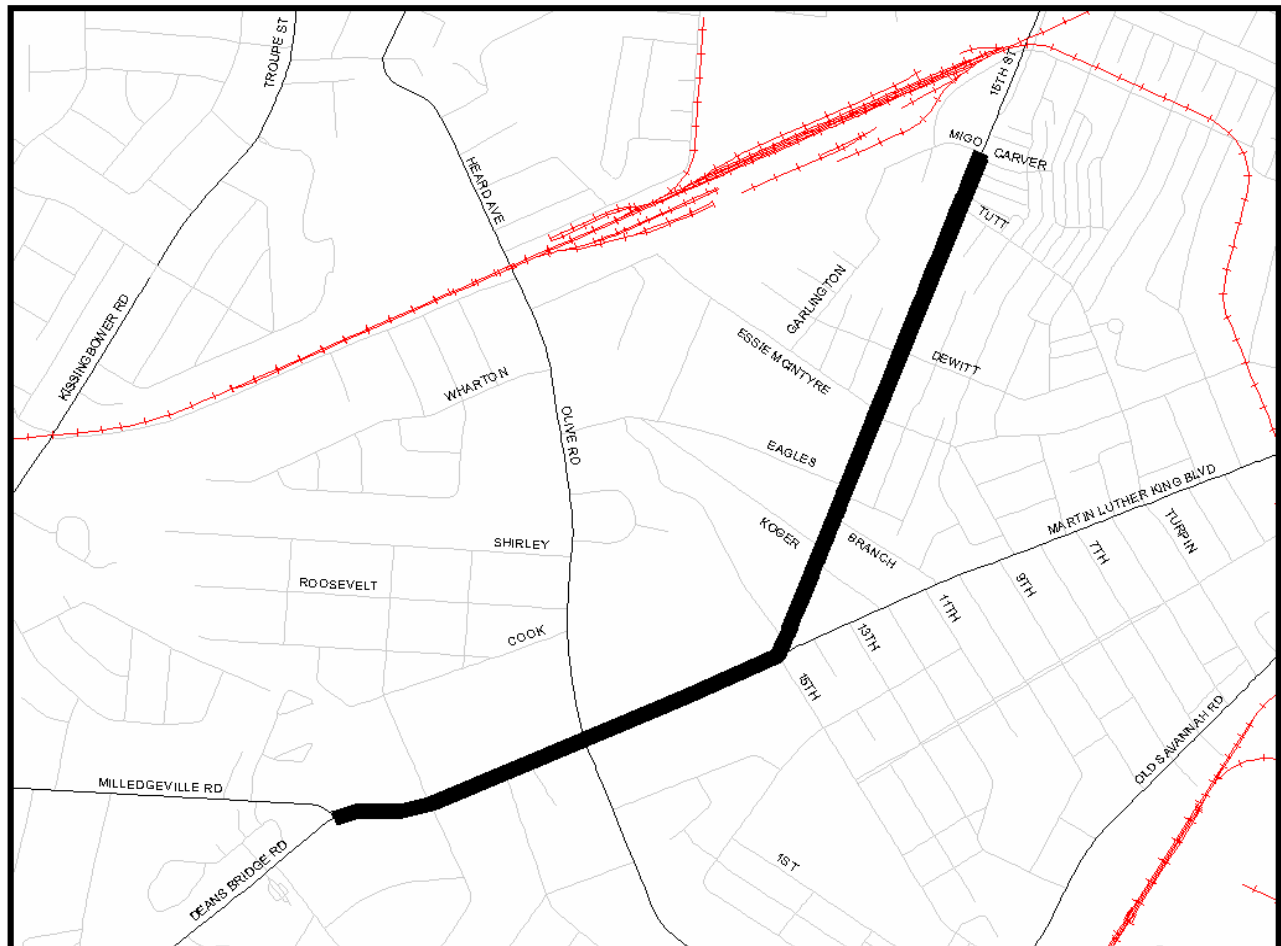 TROUPE ST
15TH ST
MIGO
CARVER
HEARD AVE
TUTT
GARLINGTON
KISSINGBOWER RD
ESSIE MCINTYRE
DEWITT
WHARTON
OLIVE RD
EAGLES
MARTIN LUTHER KING BLVD
KOGER
BRANCH
TURPIN
SHIRLEY
7TH
ROOSEVELT
9TH
11TH
COOK
13TH
15TH
OLD SAVANNAH RD
MILLEDGEVILLE RD
1ST
DEANS BRIDGE RD